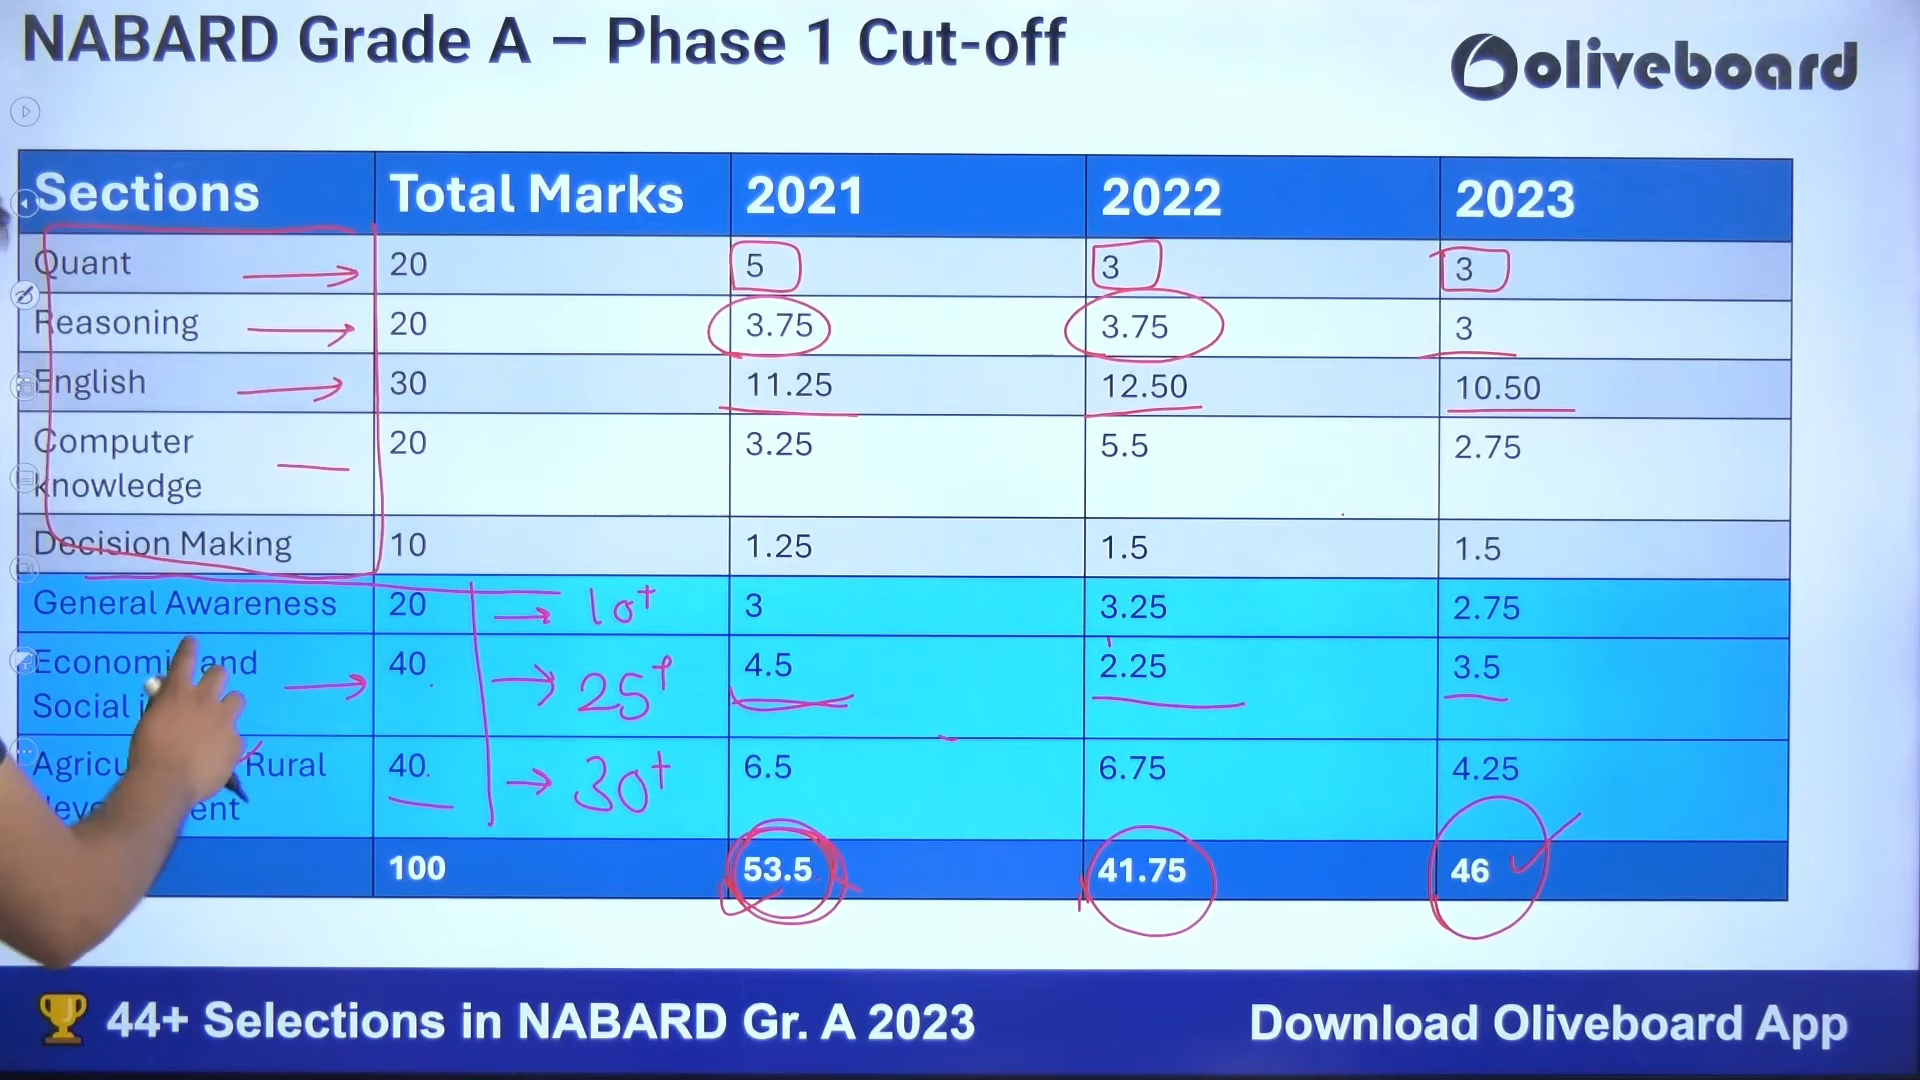 NABARD Grade A – Phase 1 Cut-off
oliveboard
Sections Total Marks 2021 2022 2023
Quant 20 5 3 3
Reasoning 20 3.75 3.75 3
English 30 11.25 12.50 10.50
Computer knowledge 20 3.25 5.5 2.75
Decision Making 10 1.25 1.5 1.5
General Awareness 20 10+ 3 3.25 2.75
and 40 25+ 4.5 2.25 3.5
Social
Rural 40 30+ 6.5 6.75 4.25
100 53.5 41.75 46
44+ Selections in NABARD Gr. A 2023 Download Oliveboard App